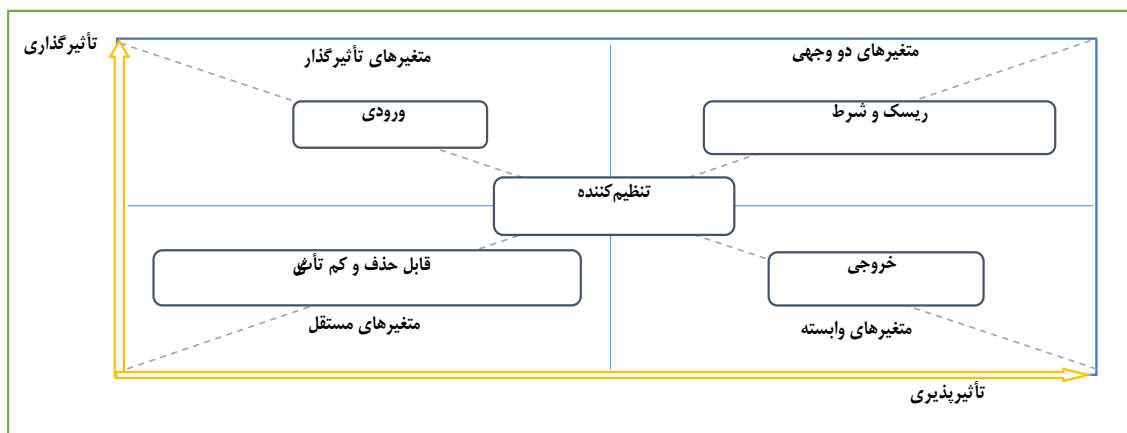 تأثیرگذاری
متغیرهای دو وجهی
متغیرهای تأثیرگذار
ریسک و شرط
ورودی
تنظیم‌کننده
خروجی
قابل حذف و کم
متغیرهای وابسته
متغیرهای مستقل
تأثیرپذیری